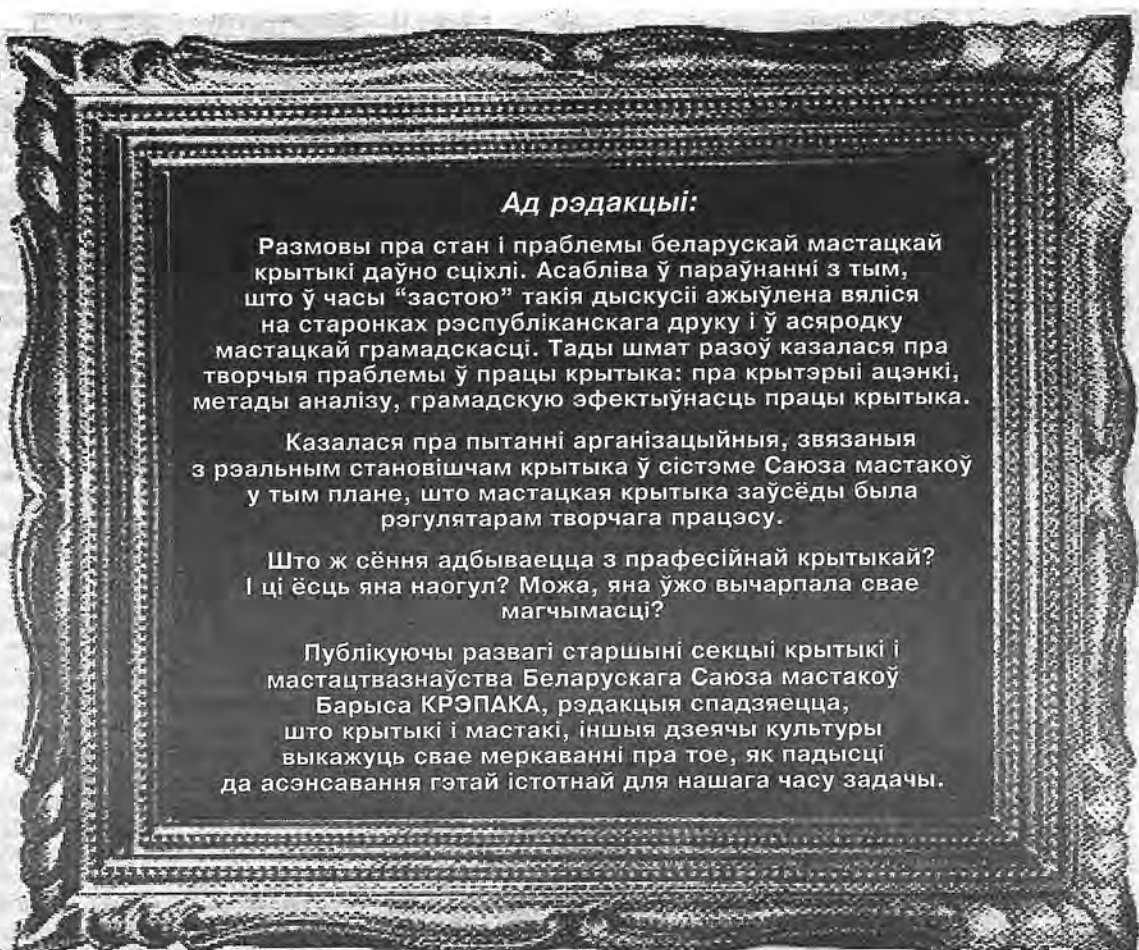 Ад рэдакцыі:
Размовы пра стан і праблемы беларускай мастацкай
крытыкі даўно сціхлі. Асабліва ў параўнанні з тым,
што ў часы “застою” такія дыскусіі ажыўлена вяліся
на старонках рэспубліканскага друку і ў асяродку
мастацкай грамадскасці. Тады шмат разоў казалася пра
творчыя праблемы ў працы крытыка: пра крытэрыі ацэнкі,
метады аналізу, грамадскую эфектыўнасць працы крытыка.
Казалася пра пытанні арганізацыйныя, звязаныя
з рэальным становішчам крытыка ў сістэме Саюза мастакоў
у тым плане, што мастацкая крытыка заўсёды была
рэгулятарам творчага працэсу.
Што ж сёння адбываецца з прафесійнай крытыкай?
І ці ёсць яна наогул? Можа, яна ўжо вычарпала свае
магчымасці?
Публікуючы развагі старшыні секцыі крытыкі і
мастацтвазнаўства Беларускага Саюза мастакоў
Барыса КРЭПАКА, рэдакцыя спадзяецца,
што крытыкі і мастакі, іншыя дзеячы культуры
выкажуць свае меркаванні пра тое, як падысці
да асэнсавання гэтай істотнай для нашага часу задачы.